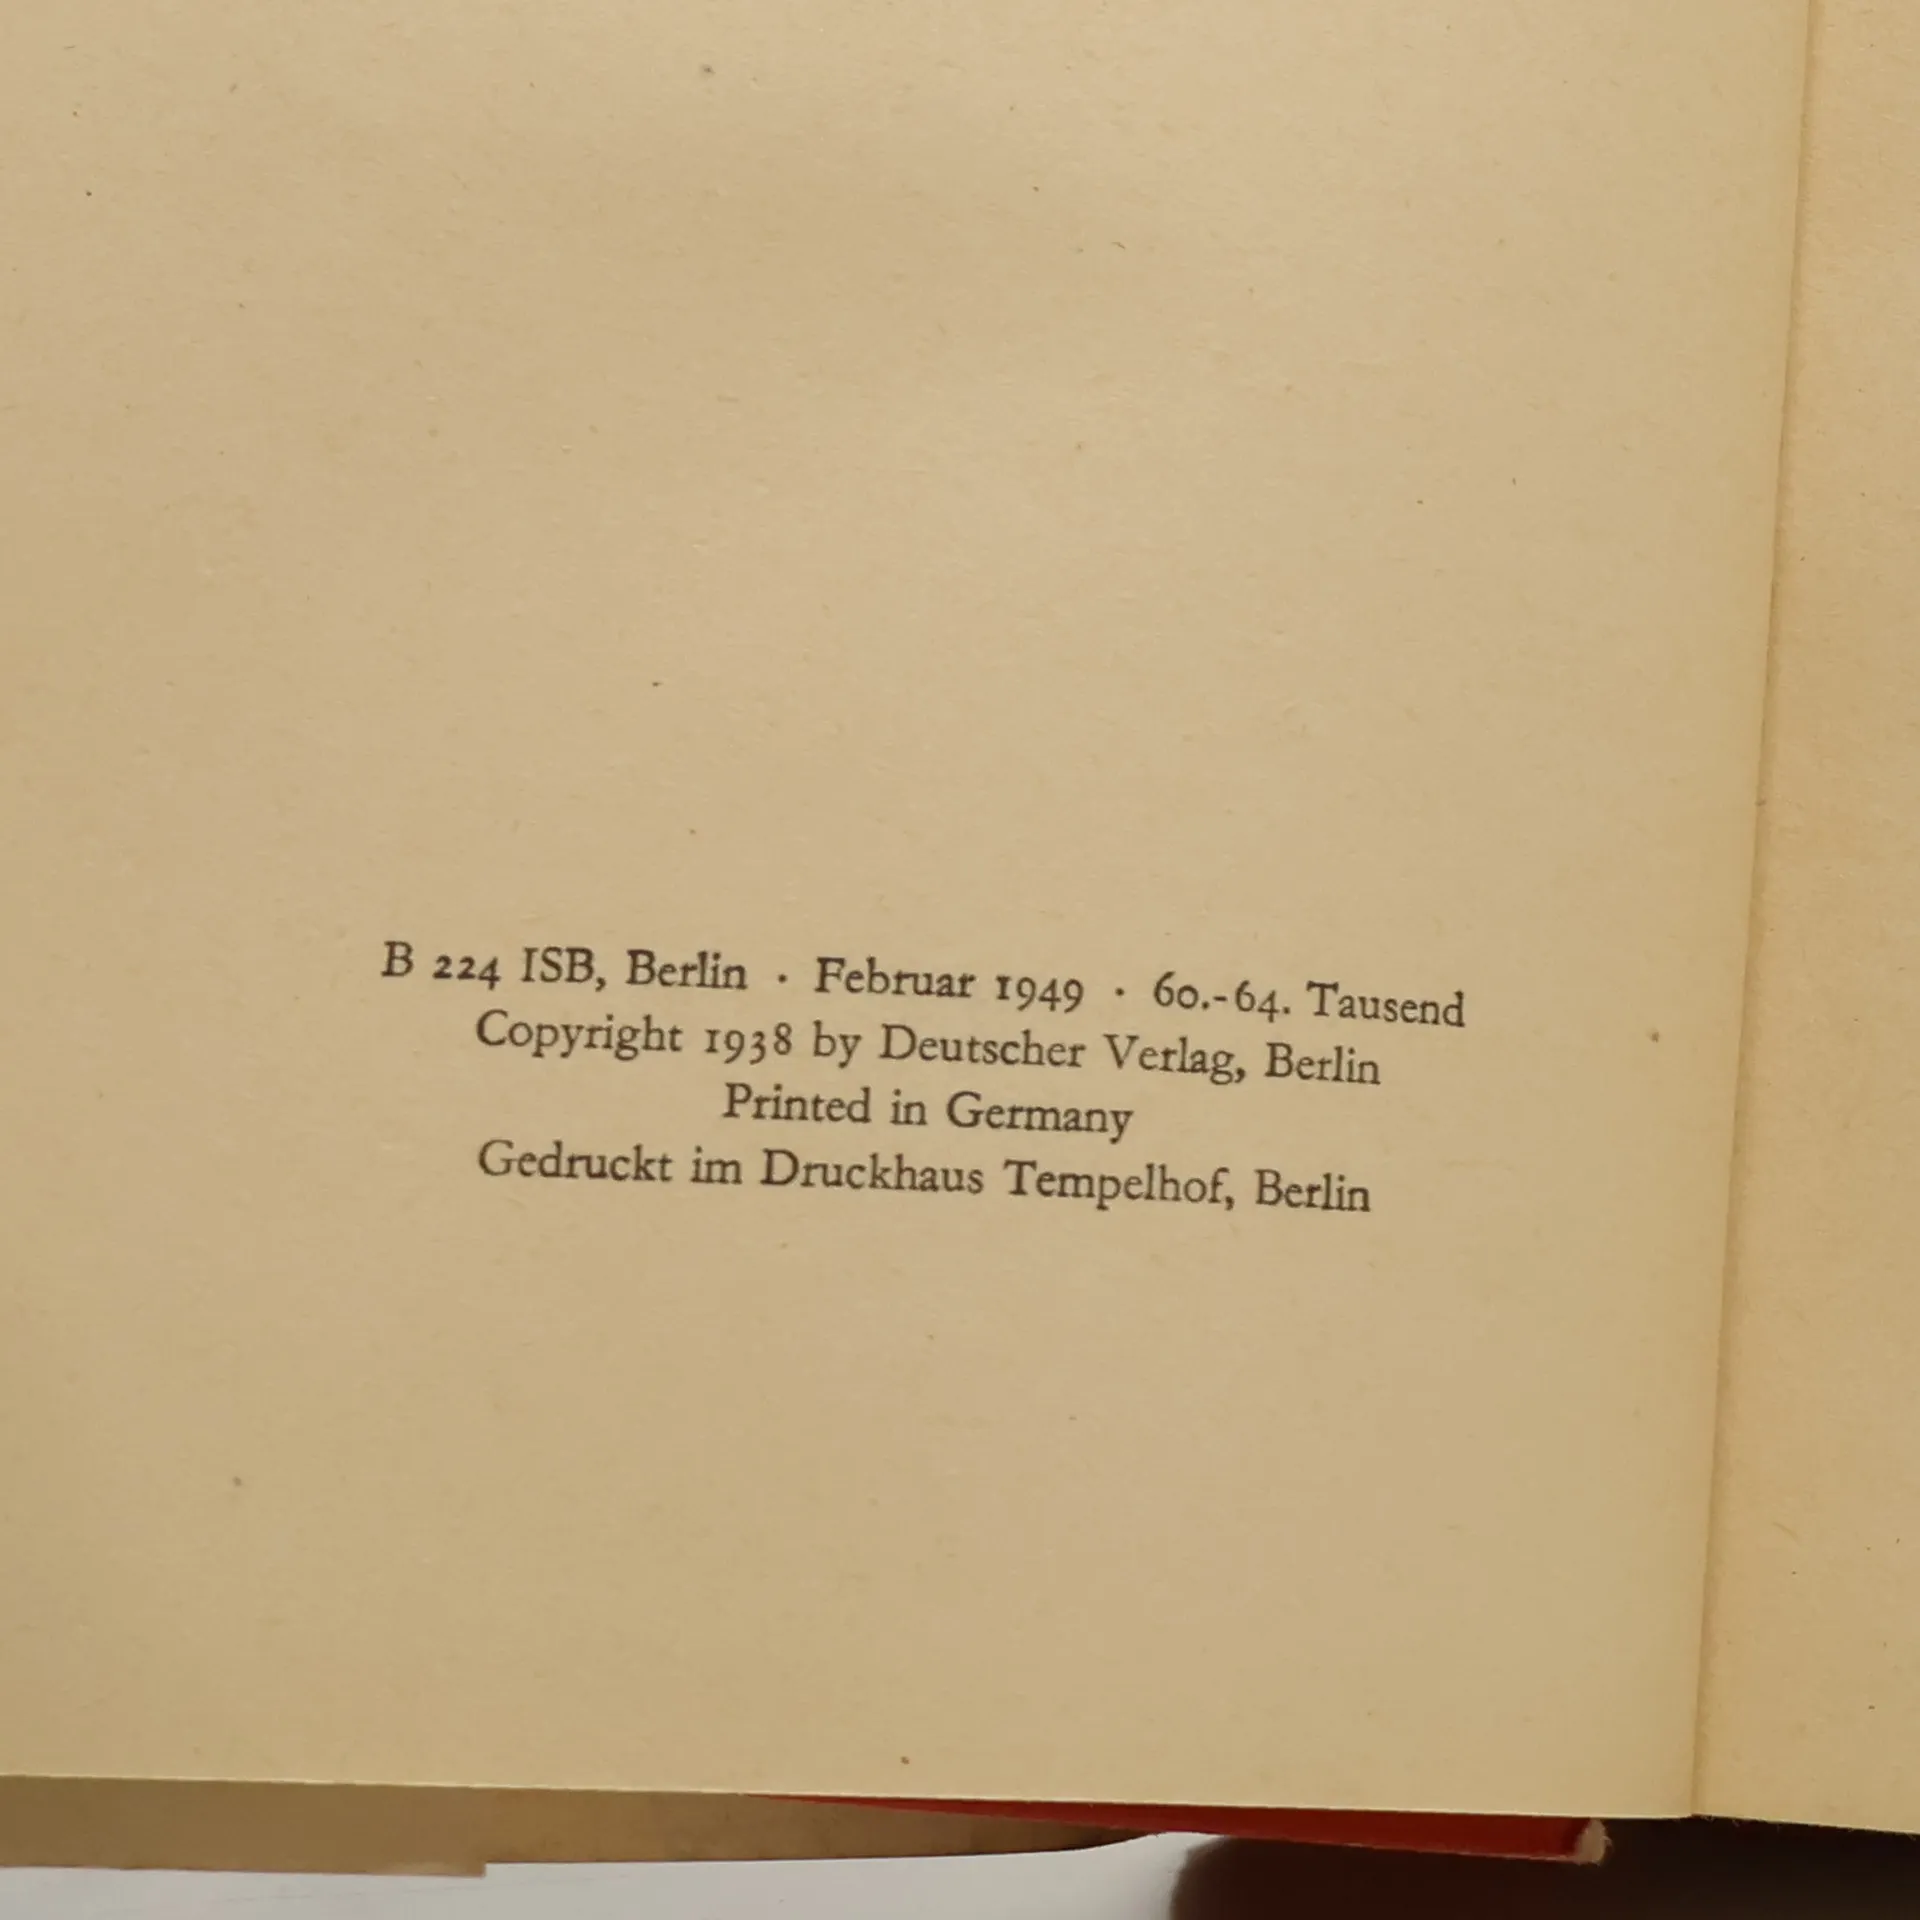 B 224 ISB, Berlin · Februar 1949 · 60.-64. Tausend
Copyright 1938 by Deutscher Verlag, Berlin
Printed in Germany
Gedruckt im Druckhaus Tempelhof, Berlin